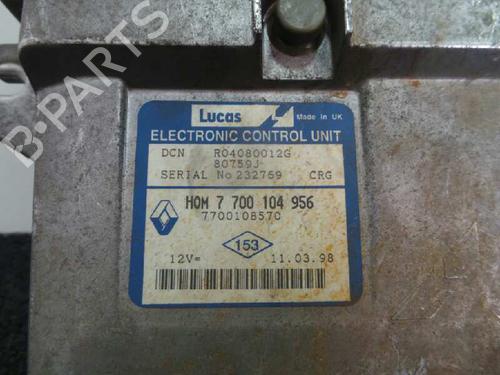 Lucas Made in UK
ELECTRONIC CONTROL UNIT
DCN R04080012G
80759J
SERIAL No 232769 CRG
HOM 7 700 104 956
7700108570
153
12V= 11.03.98
B-PARTS